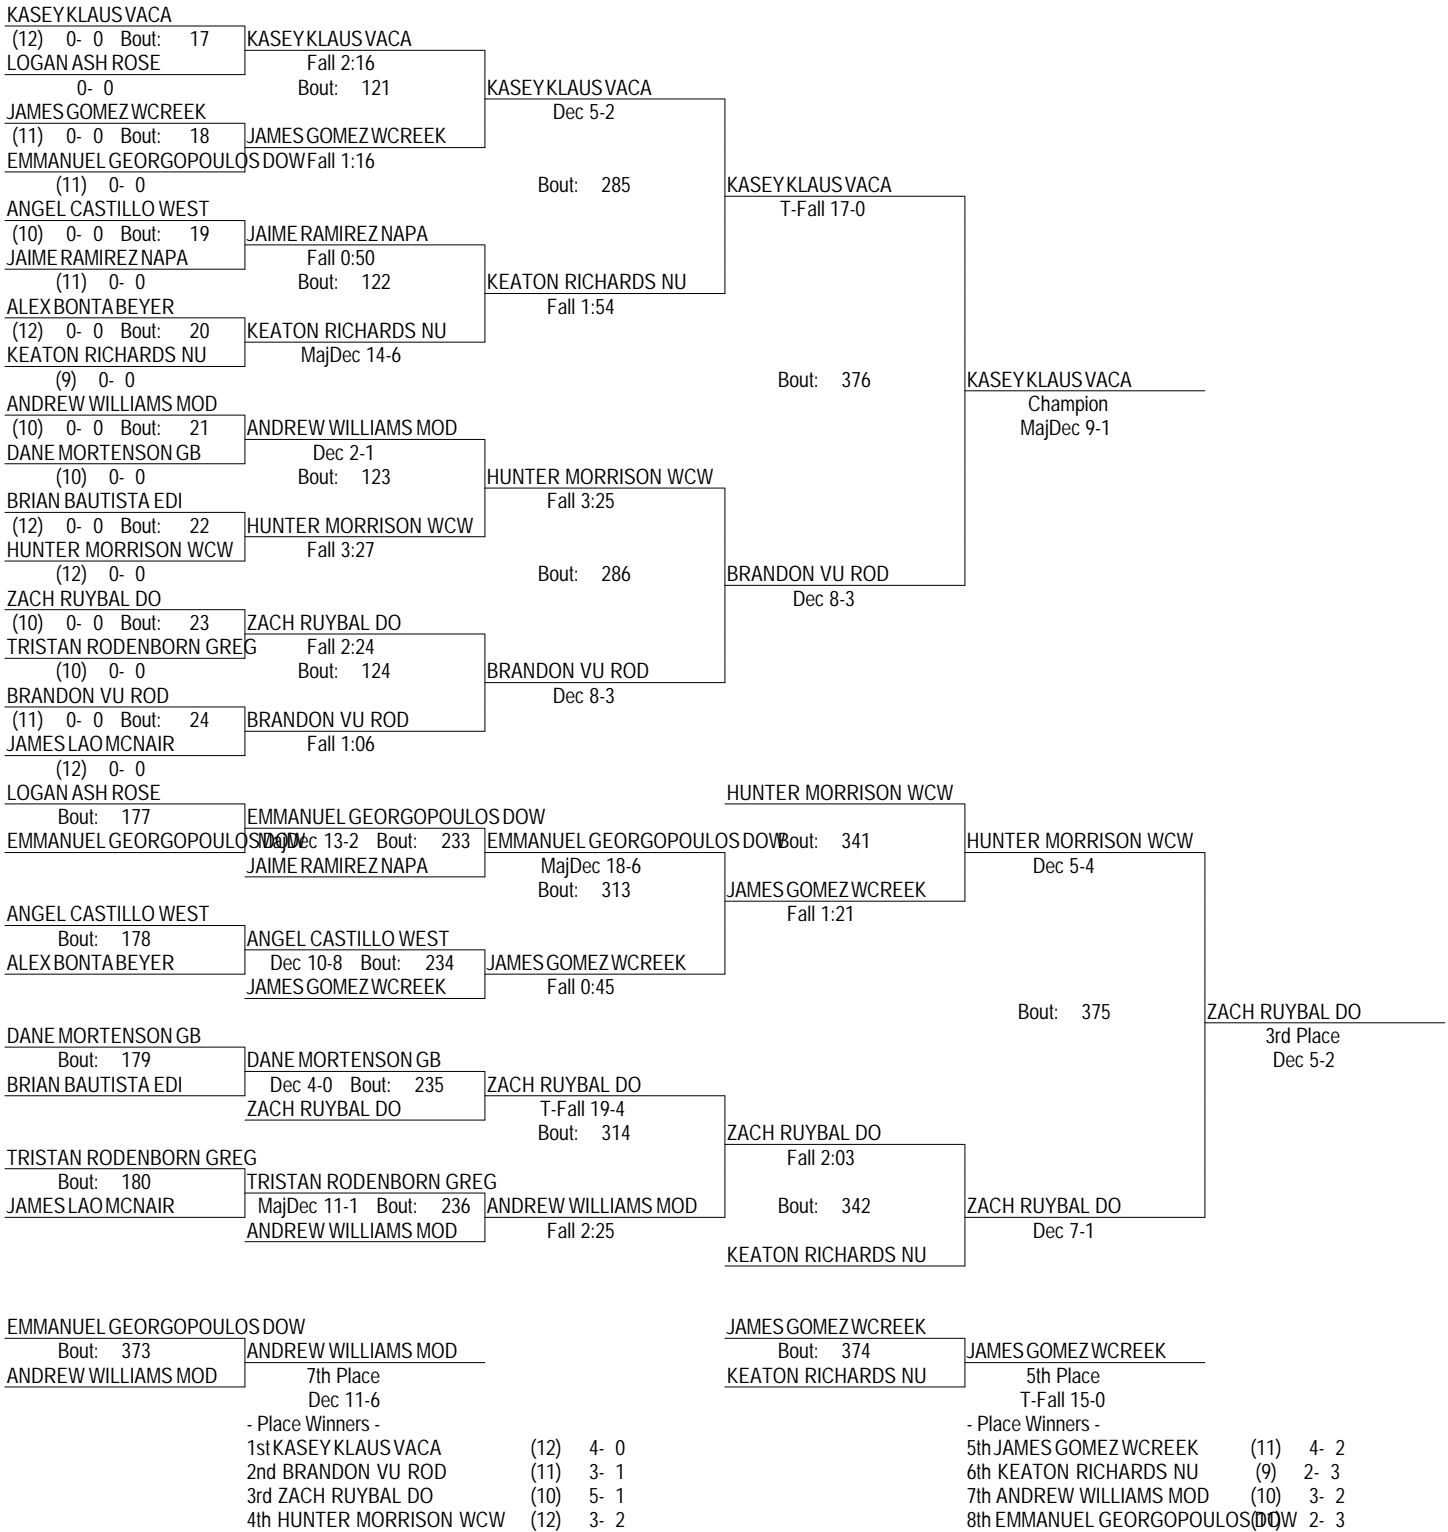 KASEY KLAUS VACA
(12) 0- 0 Bout: 17 KASEY KLAUS VACA
LOGAN ASH ROSE Fall 2:16
0- 0 Bout: 121 KASEY KLAUS VACA
JAMES GOMEZ WCREEK Dec 5-2
(11) 0- 0 Bout: 18 JAMES GOMEZ WCREEK
EMMANUEL GEORGOPOULOS DOW Fall 1:16
(11) 0- 0 Bout: 285 KASEY KLAUS VACA
ANGEL CASTILLO WEST T-Fall 17-0
(10) 0- 0 Bout: 19 JAIME RAMIREZ NAPA
JAIME RAMIREZ NAPA Fall 0:50
(11) 0- 0 Bout: 122 KEATON RICHARDS NU
ALEX BONTA BEYER Fall 1:54
(12) 0- 0 Bout: 20 KEATON RICHARDS NU
KEATON RICHARDS NU MajDec 14-6
(9) 0- 0 Bout: 376 KASEY KLAUS VACA
ANDREW WILLIAMS MOD Champion
(10) 0- 0 Bout: 21 ANDREW WILLIAMS MOD MajDec 9-1
DANE MORTENSON GB Dec 2-1
(10) 0- 0 Bout: 123 HUNTER MORRISON WCW
BRIAN BAUTISTA EDI Fall 3:25
(12) 0- 0 Bout: 22 HUNTER MORRISON WCW
HUNTER MORRISON WCW Fall 3:27
(12) 0- 0 Bout: 286 BRANDON VU ROD
ZACH RUYBAL DO Dec 8-3
(10) 0- 0 Bout: 23 ZACH RUYBAL DO
TRISTAN RODENBORN GREG Fall 2:24
(10) 0- 0 Bout: 124 BRANDON VU ROD
BRANDON VU ROD Dec 8-3
(11) 0- 0 Bout: 24 BRANDON VU ROD
JAMES LAO MCNAIR Fall 1:06
(12) 0- 0
LOGAN ASH ROSE HUNTER MORRISON WCW
Bout: 177 EMMANUEL GEORGOPOULOS DOW
EMMANUEL GEORGOPOULOS DOW MajDec 13-2 Bout: 233 EMMANUEL GEORGOPOULOS DOW Bout: 341 HUNTER MORRISON WCW
JAIME RAMIREZ NAPA MajDec 18-6 Dec 5-4
Bout: 313 JAMES GOMEZ WCREEK
ANGEL CASTILLO WEST Fall 1:21
Bout: 178 ANGEL CASTILLO WEST
ALEX BONTA BEYER Dec 10-8 Bout: 234 JAMES GOMEZ WCREEK
JAMES GOMEZ WCREEK Fall 0:45
Bout: 375 ZACH RUYBAL DO
DANE MORTENSON GB 3rd Place
Bout: 179 DANE MORTENSON GB Dec 5-2
BRIAN BAUTISTA EDI Dec 4-0 Bout: 235 ZACH RUYBAL DO
ZACH RUYBAL DO T-Fall 19-4
Bout: 314 ZACH RUYBAL DO
TRISTAN RODENBORN GREG Fall 2:03
Bout: 180 TRISTAN RODENBORN GREG
JAMES LAO MCNAIR MajDec 11-1 Bout: 236 ANDREW WILLIAMS MOD Bout: 342 ZACH RUYBAL DO
ANDREW WILLIAMS MOD Fall 2:25 Dec 7-1
KEATON RICHARDS NU
EMMANUEL GEORGOPOULOS DOW JAMES GOMEZ WCREEK
Bout: 373 ANDREW WILLIAMS MOD Bout: 374 JAMES GOMEZ WCREEK
ANDREW WILLIAMS MOD 7th Place KEATON RICHARDS NU 5th Place
Dec 11-6 T-Fall 15-0
- Place Winners - - Place Winners -
1st KASEY KLAUS VACA (12) 4- 0 5th JAMES GOMEZ WCREEK (11) 4- 2
2nd BRANDON VU ROD (11) 3- 1 6th KEATON RICHARDS NU (9) 2- 3
3rd ZACH RUYBAL DO (10) 5- 1 7th ANDREW WILLIAMS MOD (10) 3- 2
4th HUNTER MORRISON WCW (12) 3- 2 8th EMMANUEL GEORGOPOULOS DOW (11) 2- 3